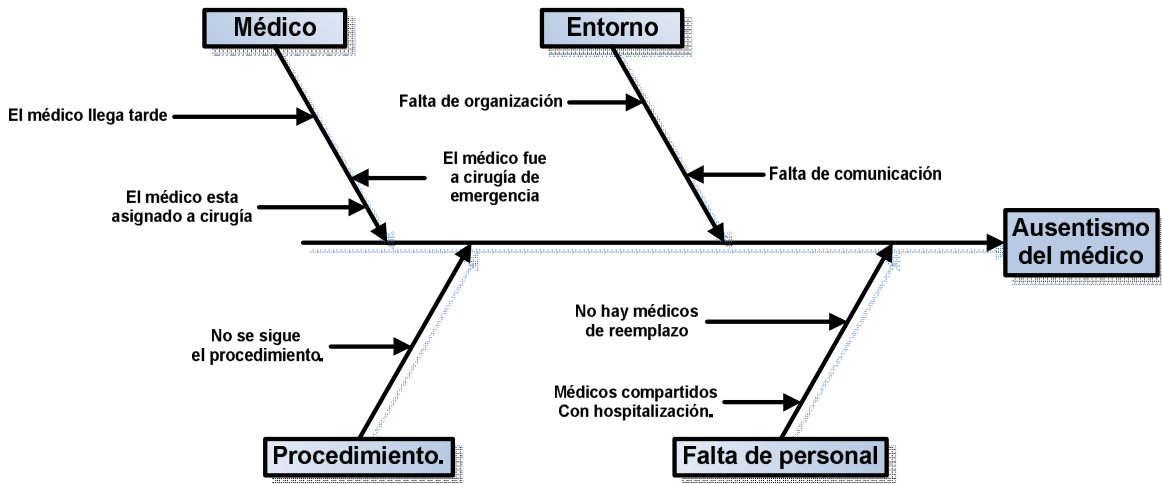 Médico
Entorno
El médico llega tarde
Falta de organización
El médico fue
a cirugía de
emergencia
Falta de comunicación
El médico esta
asignado a cirugía
Ausentismo
del médico
No se sigue
el procedimiento.
No hay médicos
de reemplazo
Médicos compartidos
Con hospitalización.
Procedimiento.
Falta de personal